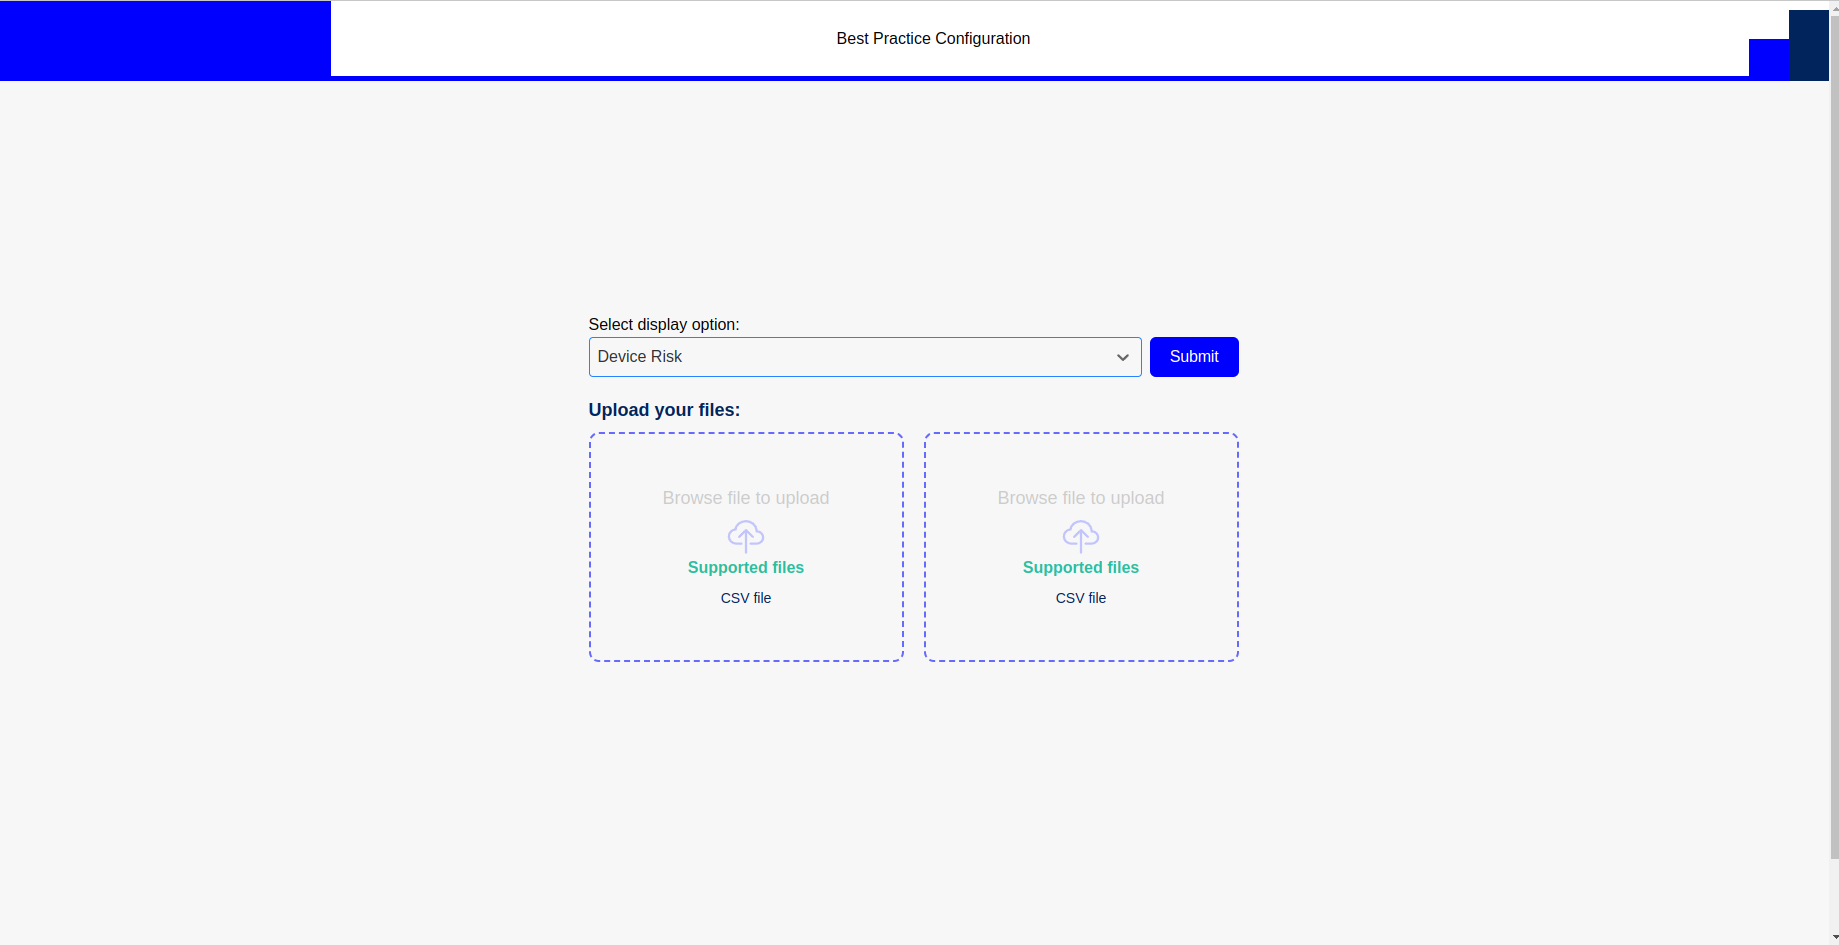 Best Practice Configuration
Select display option:
Device Risk
Submit
Upload your files:
Browse file to upload
Supported files
CSV file
Browse file to upload
Supported files
CSV file